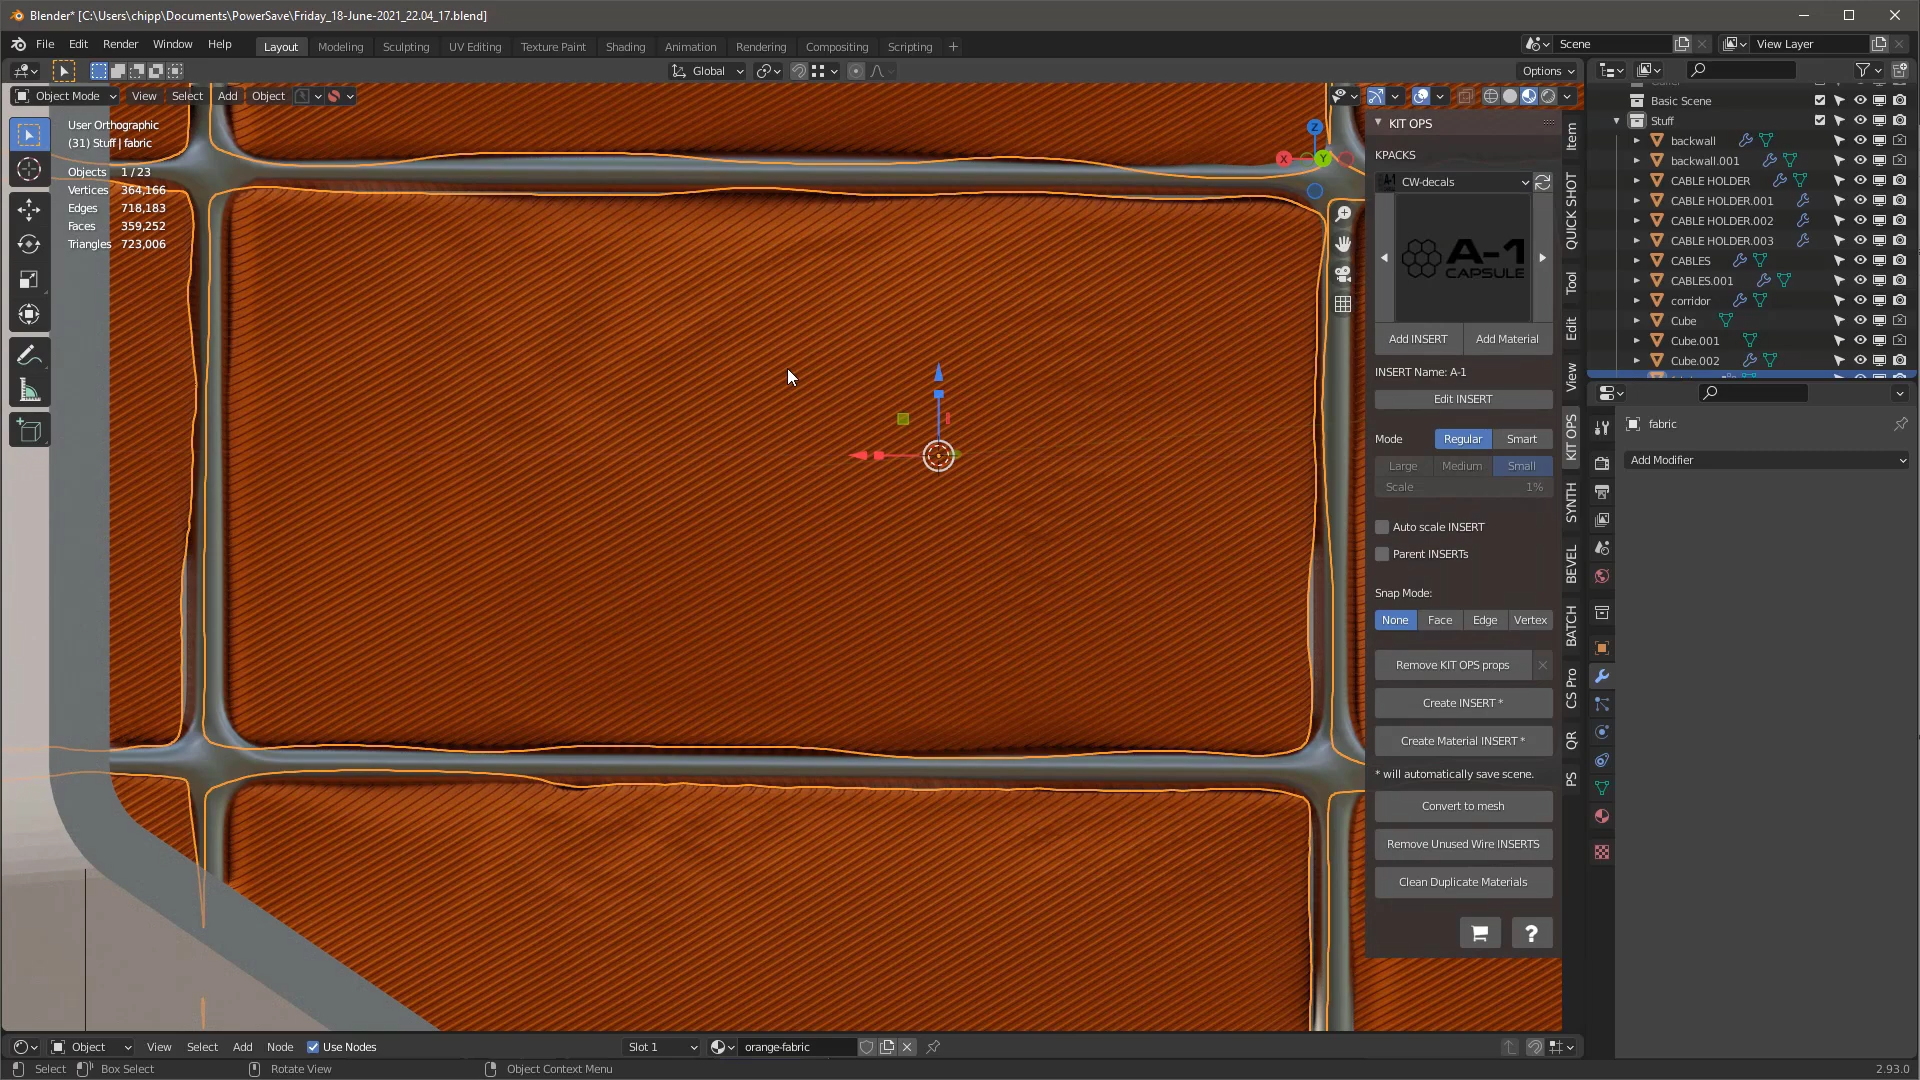 Blender* [C:\Users\chipp\Documents\PowerSave\Friday_18-June-2021_22.04_17.blend]
File Edit Render Window Help Layout Modeling Sculpting UV Editing Texture Paint Shading Animation Rendering Compositing Scripting + Scene View Layer
Global Options
Object Mode View Select Add Object
User Orthographic
(31) Stuff | fabric
Objects 1 / 23
Vertices 364,166
Edges 718,183
Faces 359,252
Triangles 723,006
Z
X
Y
KIT OPS
KPACKS
CW-decals
A-1
CAPSULE
Add INSERT Add Material
INSERT Name: A-1
Edit INSERT
Mode Regular Smart
Large Medium Small
Scale 1%
Auto scale INSERT
Parent INSERTs
Snap Mode:
None Face Edge Vertex
Remove KIT OPS props
Create INSERT *
Create Material INSERT *
* will automatically save scene.
Convert to mesh
Remove Unused Wire INSERTS
Clean Duplicate Materials
?
Item
QUICK SHOT
Tool
Edit
View
KIT OPS
SYNTH
BEVEL
BATCH
CS Pro
QR
PS
Basic Scene
Stuff
backwall
backwall.001
CABLE HOLDER
CABLE HOLDER.001
CABLE HOLDER.002
CABLE HOLDER.003
CABLES
CABLES.001
corridor
Cube
Cube.001
Cube.002
fabric
Add Modifier
Object View Select Add Node Use Nodes Slot 1 orange-fabric
Select Box Select Rotate View Object Context Menu 2.93.0